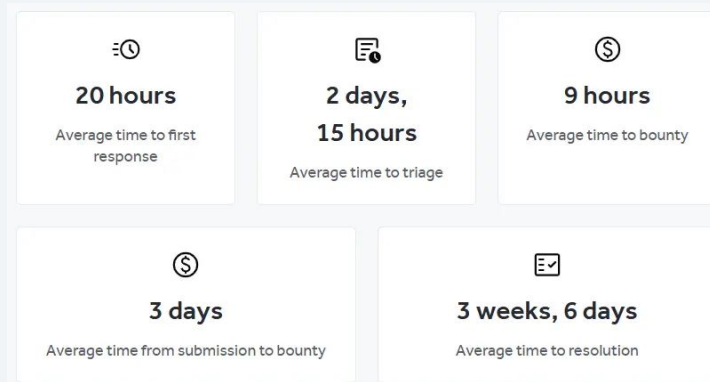 20 hours
Average time to first
response
2 days,
15 hours
Average time to triage
9 hours
Average time to bounty
3 days
Average time from submission to bounty
3 weeks, 6 days
Average time to resolution